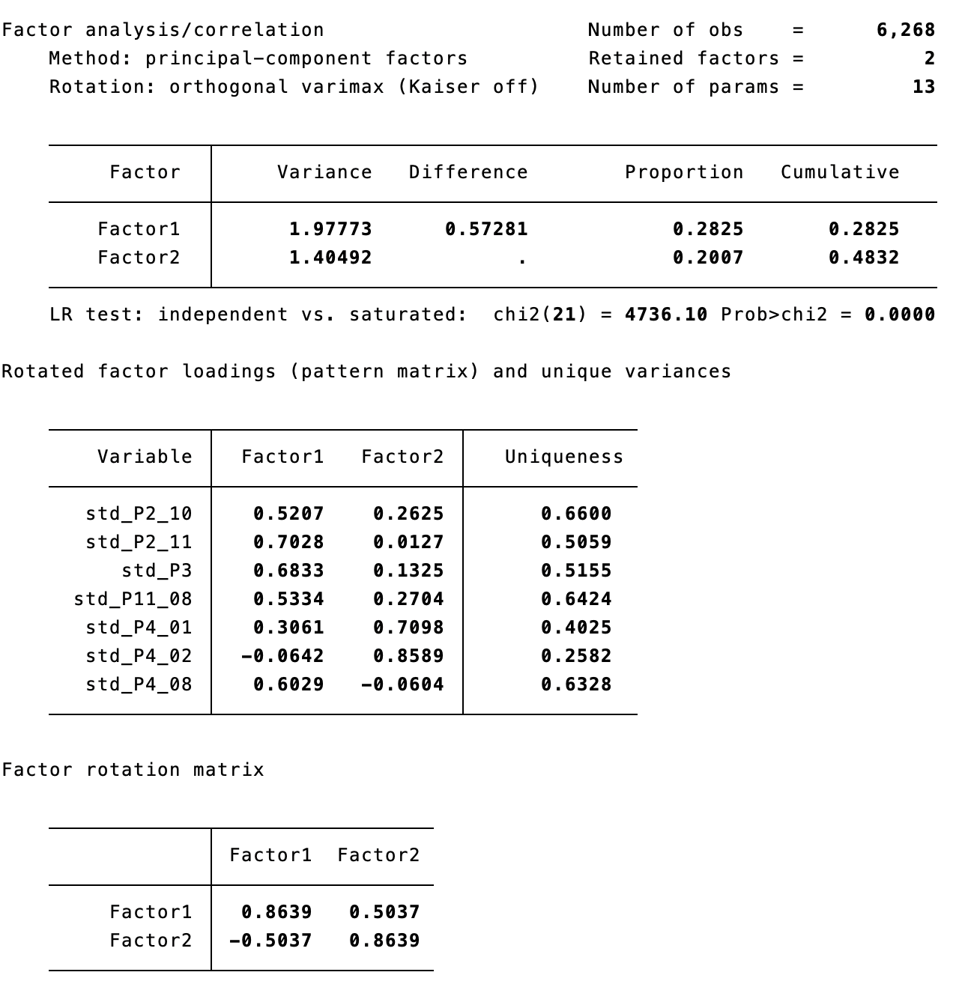 Factor analysis/correlation Number of obs = 6,268
Method: principal-component factors Retained factors = 2
Rotation: orthogonal varimax (Kaiser off) Number of params = 13
Factor Variance Difference Proportion Cumulative
Factor1 1.97773 0.57281 0.2825 0.2825
Factor2 1.40492 . 0.2007 0.4832
LR test: independent vs. saturated: chi2(21) = 4736.10 Prob>chi2 = 0.0000
Rotated factor loadings (pattern matrix) and unique variances
Variable Factor1 Factor2 Uniqueness
std_P2_10 0.5207 0.2625 0.6600
std_P2_11 0.7028 0.0127 0.5059
std_P3 0.6833 0.1325 0.5155
std_P11_08 0.5334 0.2704 0.6424
std_P4_01 0.3061 0.7098 0.4025
std_P4_02 -0.0642 0.8589 0.2582
std_P4_08 0.6029 -0.0604 0.6328
Factor rotation matrix
Factor1 Factor2
Factor1 0.8639 0.5037
Factor2 -0.5037 0.8639